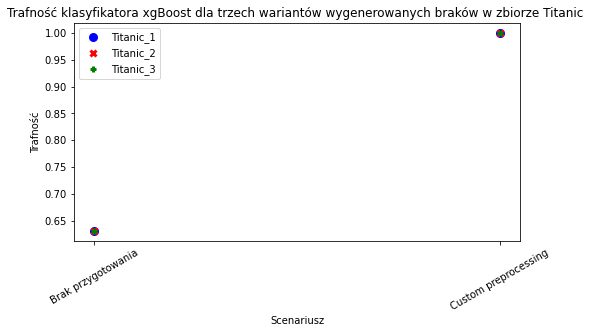 Trafność klasyfikatora xgBoost dla trzech wariantów wygenerowanych braków w zbiorze Titanic
Titanic_1
Titanic_2
Titanic_3
Trafność
1.00
0.95
0.90
0.85
0.80
0.75
0.70
0.65
Brak przygotowania
Custom preprocessing
Scenariusz